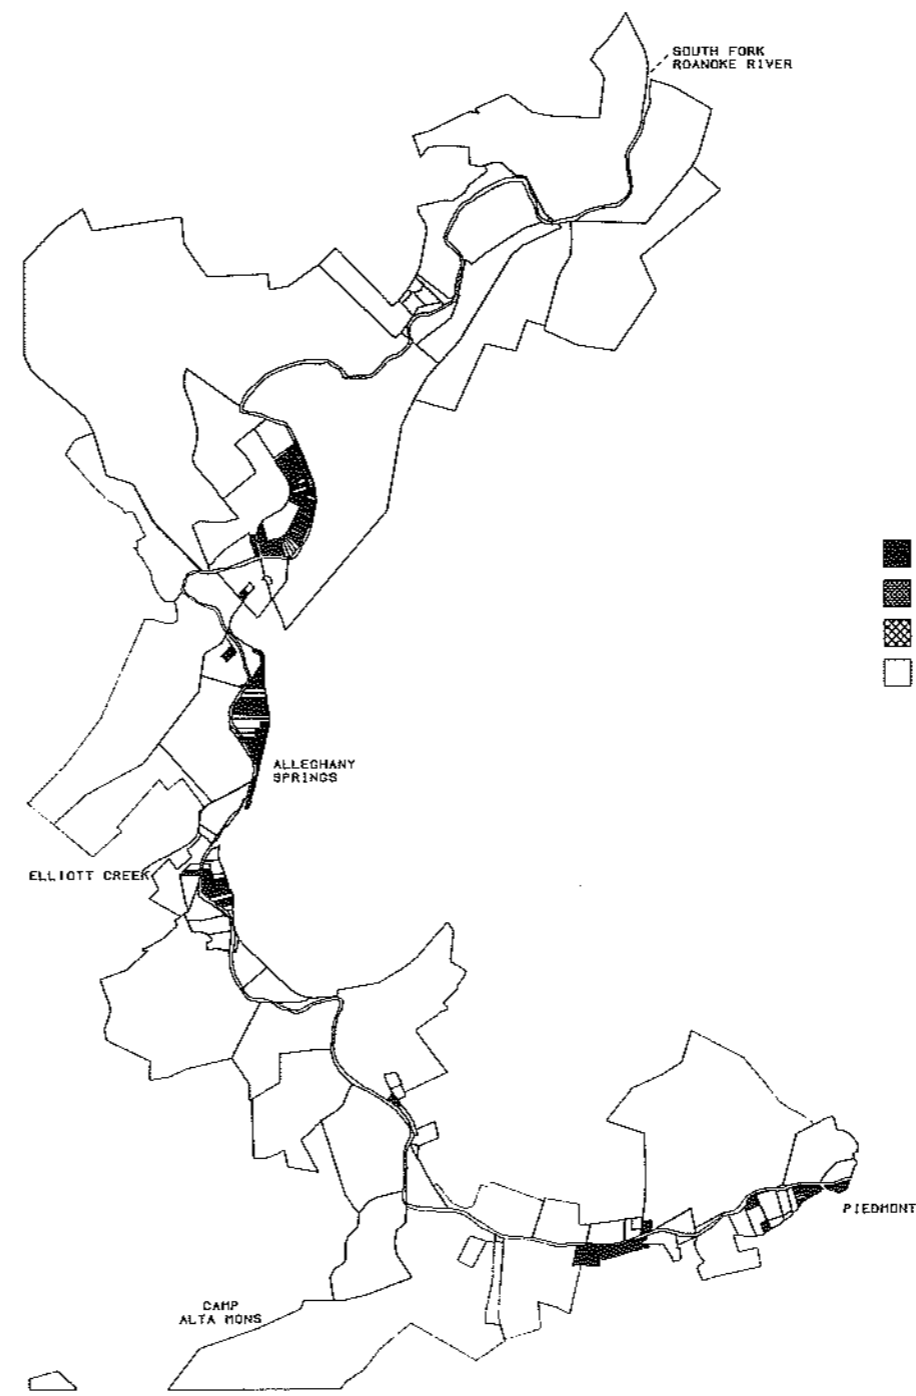 SOUTH FORK
ROANOKE RIVER
ALLEGHANY
SPRINGS
ELLIOTT CREEK
PIEDMONT
CAMP
ALTA MONS